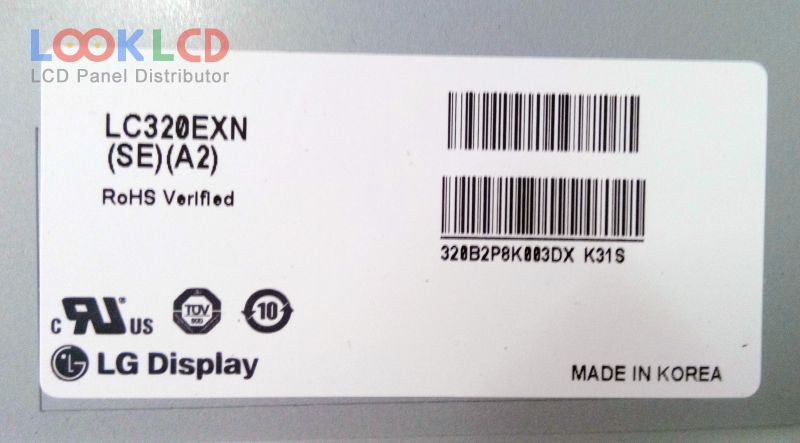 LOOKLCD
LCD Panel Distributor
LC320EXN
(SE)(A2)
RoHS Verified
320B2P8K003DX K31S
c RU US
TÜV
10
LG Display
MADE IN KOREA